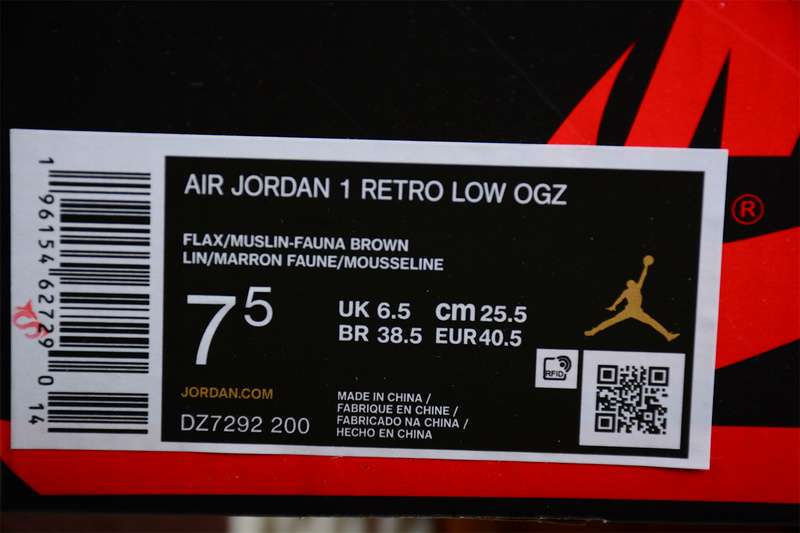 AIR JORDAN 1 RETRO LOW OGZ
FLAX/MUSLIN-FAUNA BROWN
LIN/MARRON FAUNE/MOUSSELINE
7 5
UK 6.5 cm 25.5
BR 38.5 EUR 40.5
RFID
JORDAN.COM
DZ7292 200
MADE IN CHINA /
FABRIQUE EN CHINE /
FABRICADO NA CHINA /
HECHO EN CHINA
1 96154 62729 0 14
®